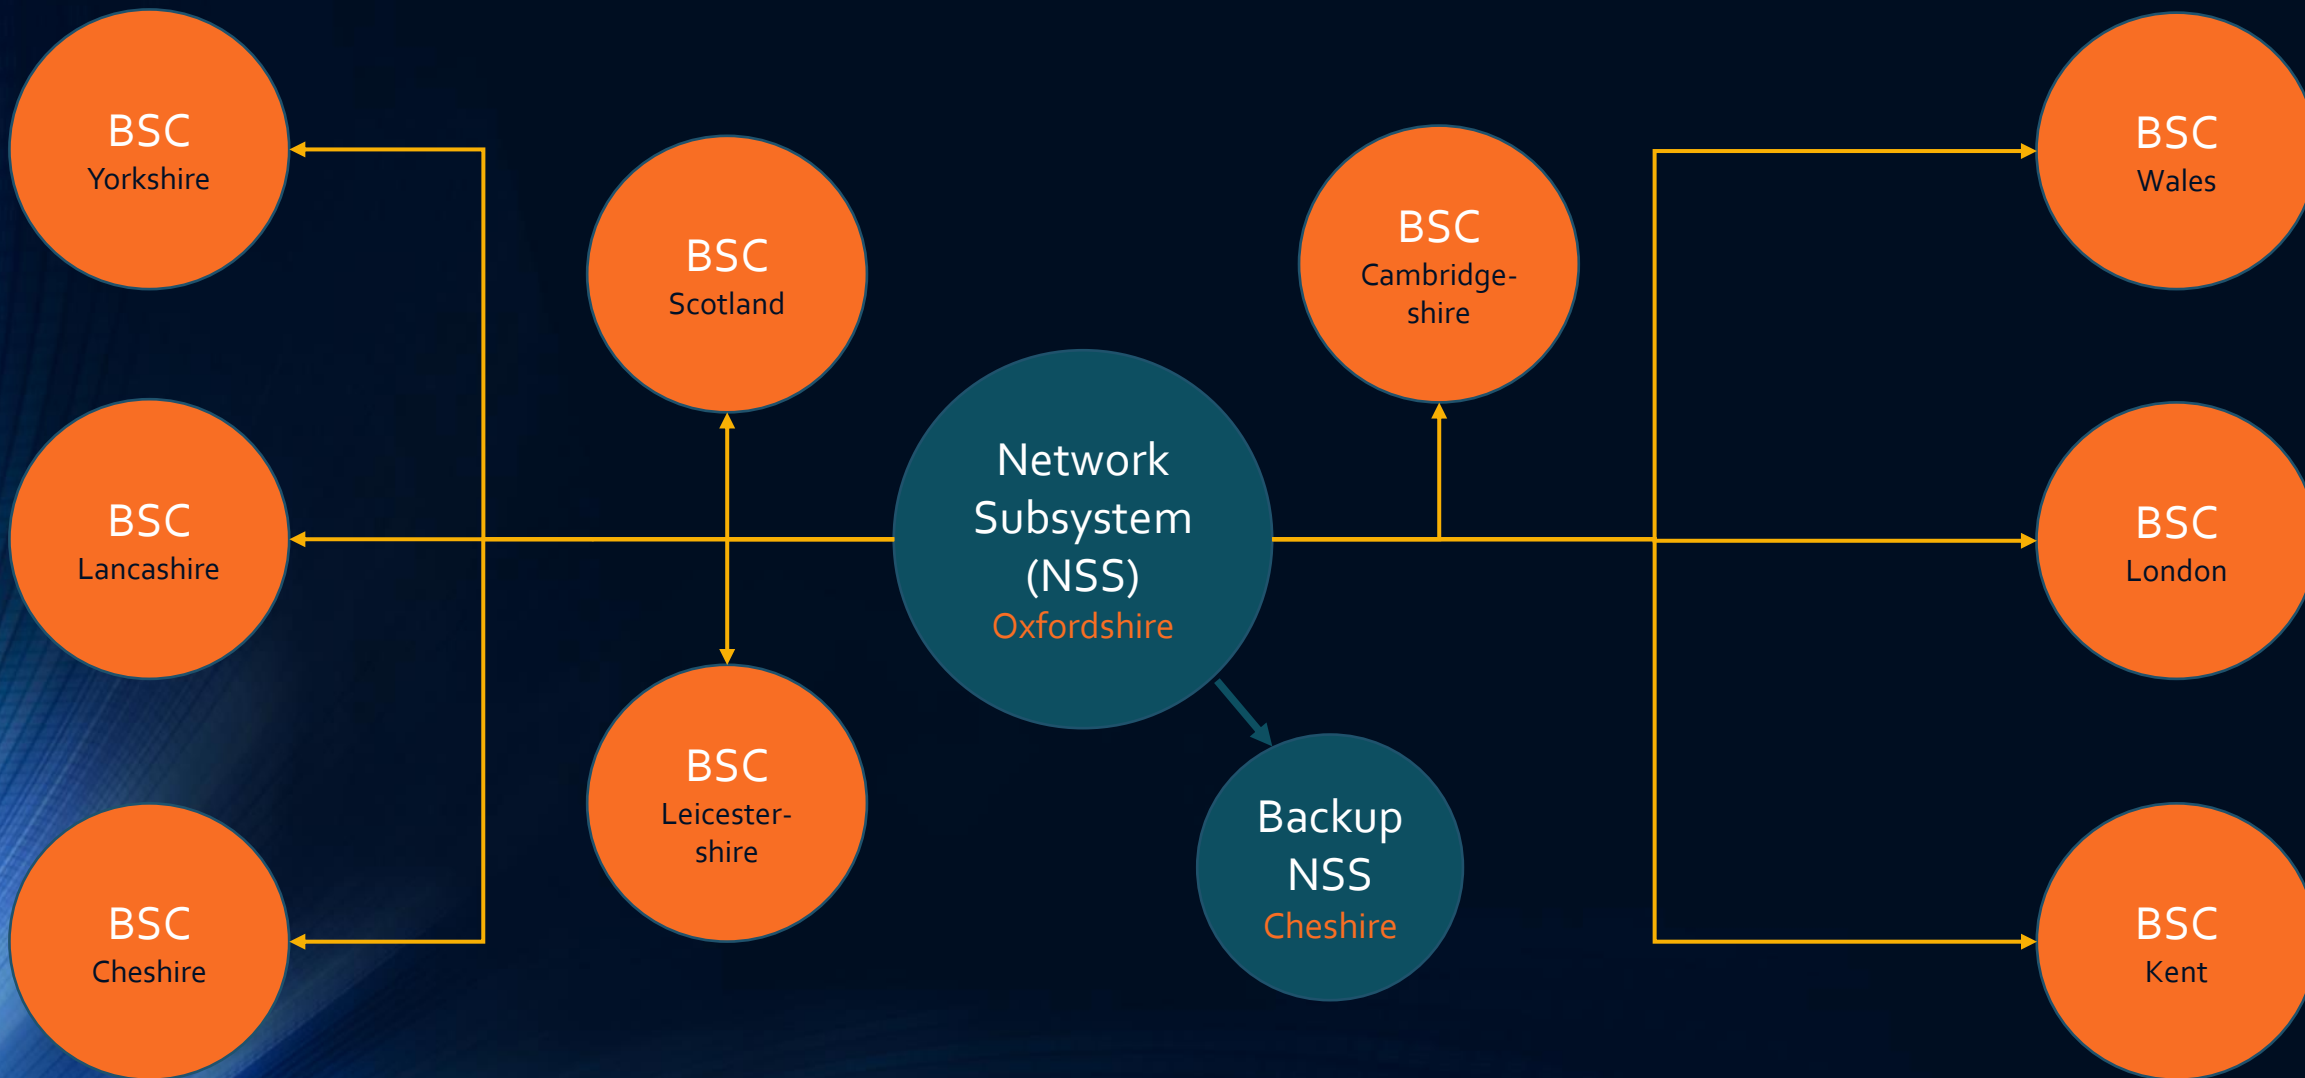 BSC
Yorkshire
BSC
Lancashire
BSC
Cheshire
BSC
Scotland
BSC
Leicester-
shire
Network
Subsystem
(NSS)
Oxfordshire
Backup
NSS
Cheshire
BSC
Cambridge-
shire
BSC
Wales
BSC
London
BSC
Kent